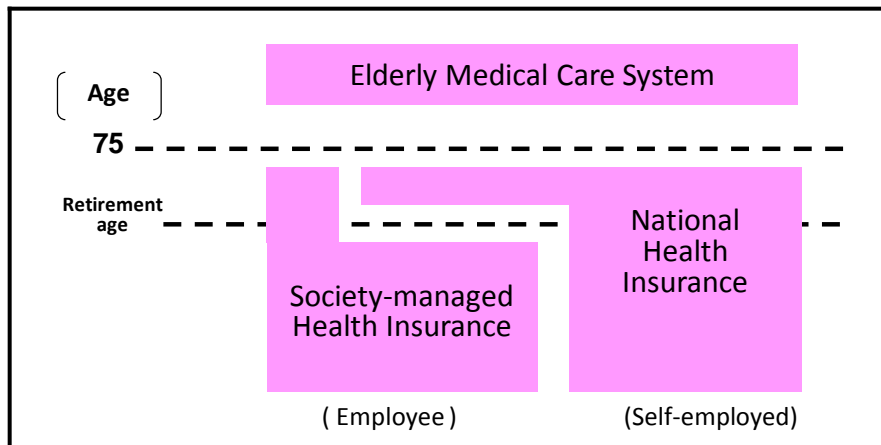 Elderly Medical Care System
Age
75
Retirement
age
National
Health
Insurance
Society-managed
Health Insurance
( Employee )
(Self-employed)